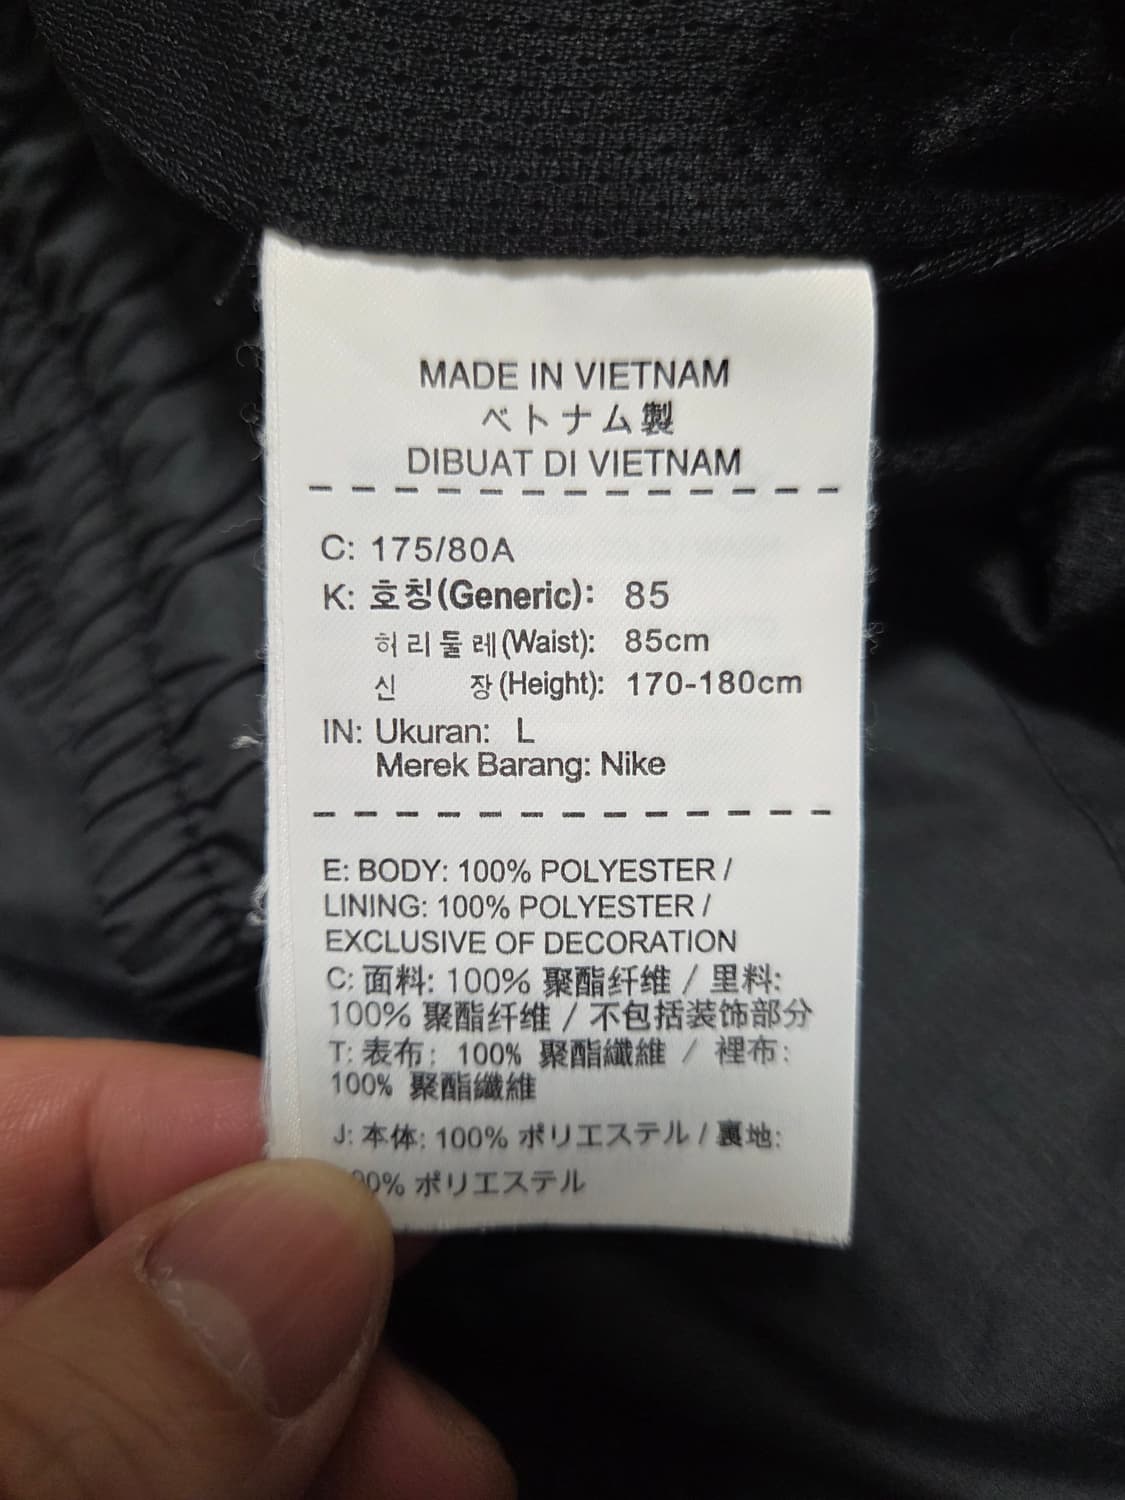 MADE IN VIETNAM
ベトナム製
DIBUAT DI VIETNAM
C: 175/80A
K: 호칭(Generic): 85
허리둘레(Waist): 85cm
신 장(Height): 170-180cm
IN: Ukuran: L
Merek Barang: Nike
E: BODY: 100% POLYESTER /
LINING: 100% POLYESTER /
EXCLUSIVE OF DECORATION
C: 面料: 100% 聚酯纤维 / 里料:
100% 聚酯纤维 / 不包括装饰部分
T: 表布: 100% 聚酯纖維 / 裡布:
100% 聚酯纖維
J: 本体: 100% ポリエステル / 裏地:
00% ポリエステル